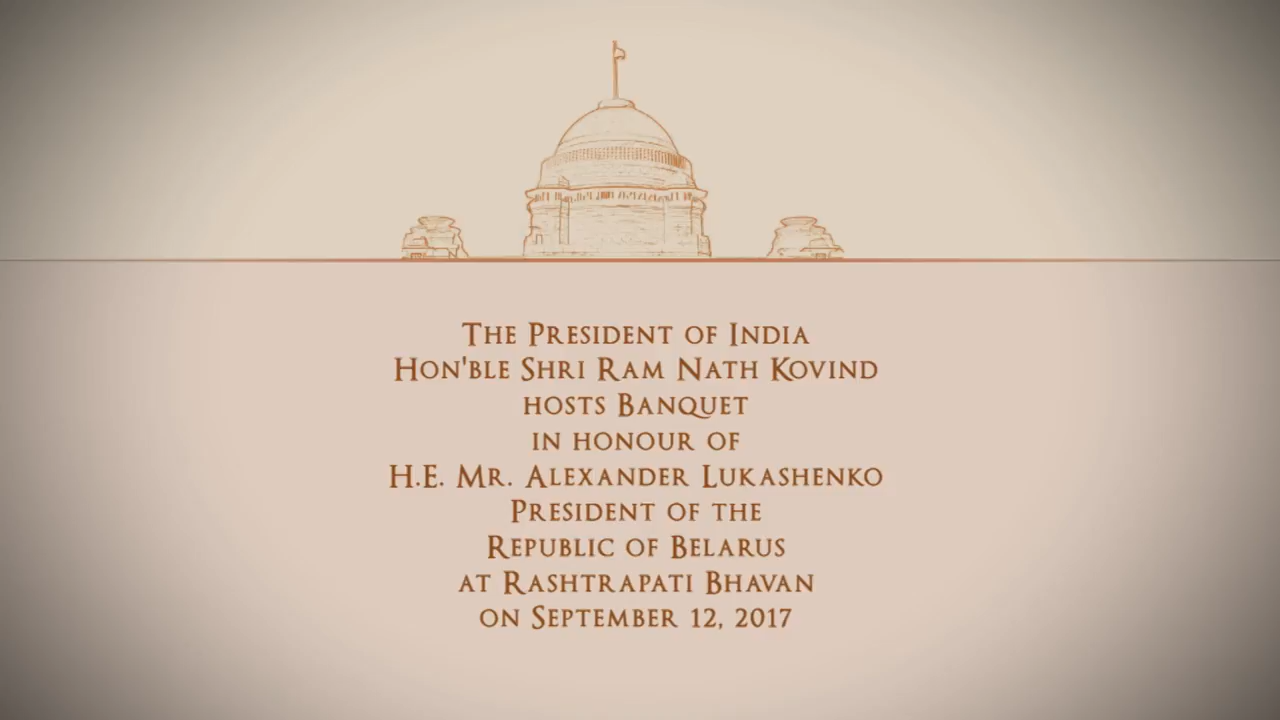 The President of India
Hon'ble Shri Ram Nath Kovind
hosts Banquet
in honour of
H.E. Mr. Alexander Lukashenko
President of the
Republic of Belarus
at Rashtrapati Bhavan
on September 12, 2017